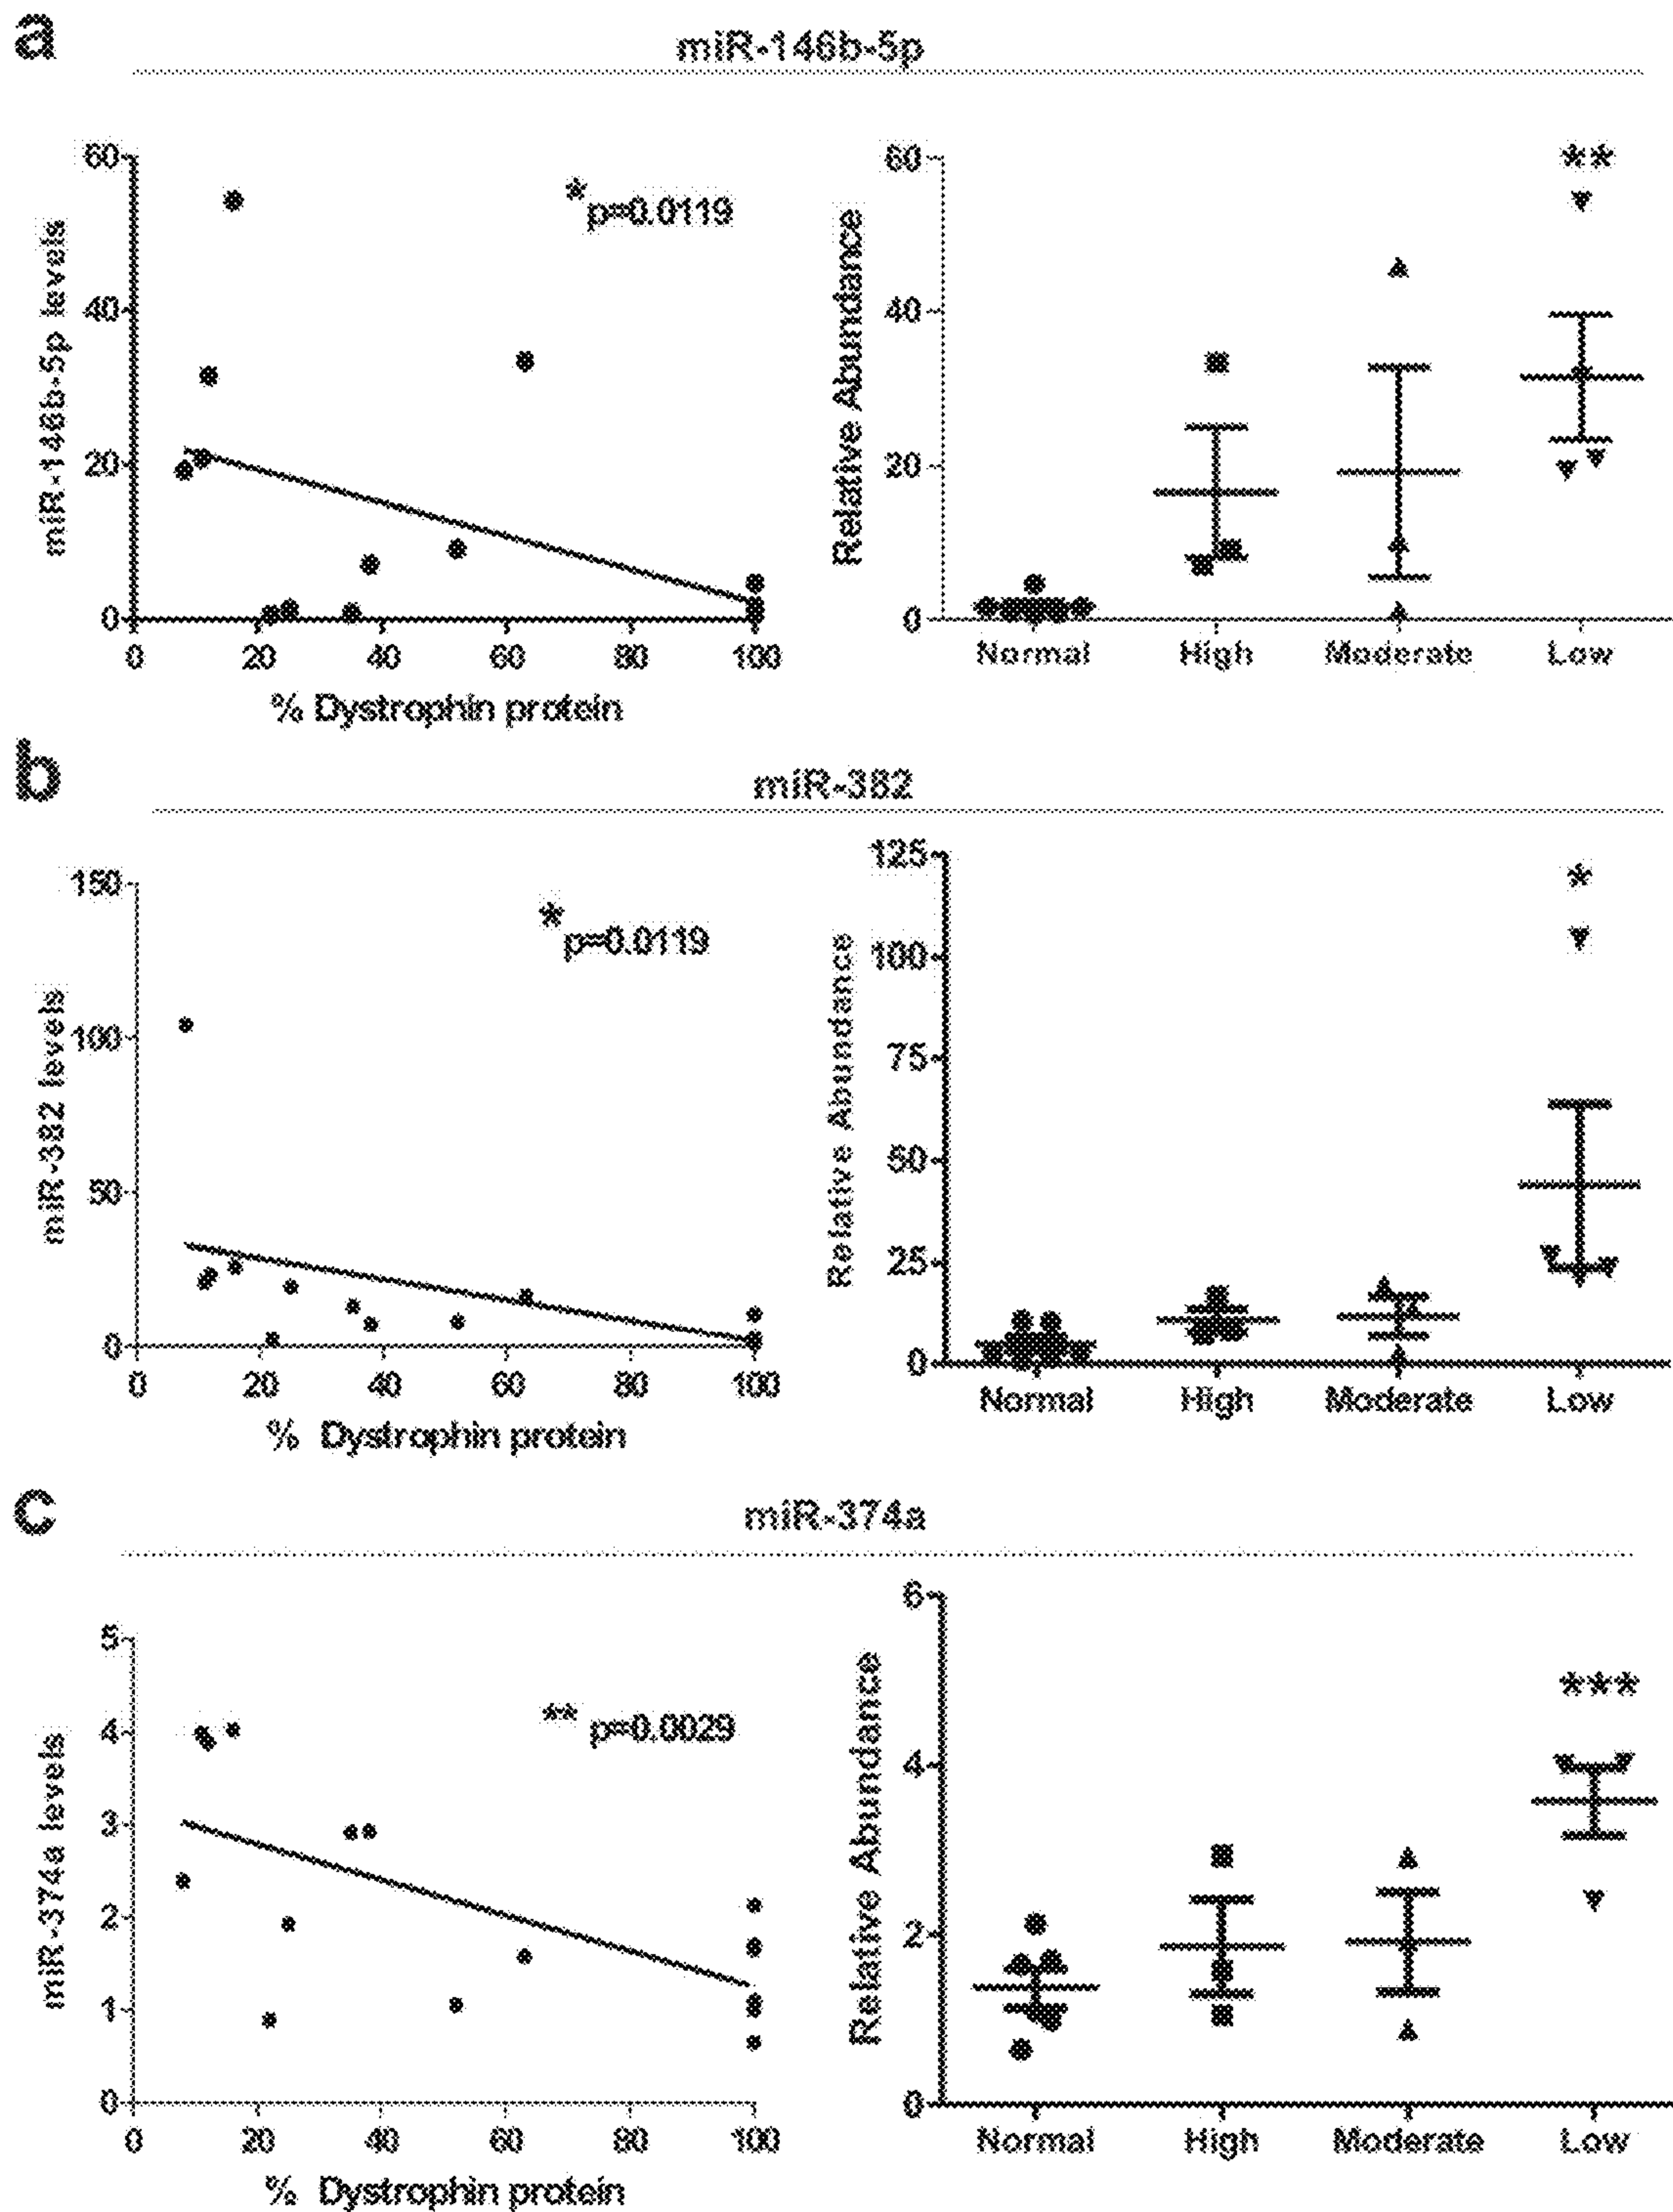 a
miR-146b-5p
60
40
20
0
miR-146b-5p levels
*
p=0.0119
0 20 40 60 80 100
% Dystrophin protein
60
40
20
0
Relative Abundance
**
Normal High Moderate Low
b
miR-382
150
100
50
0
miR-382 levels
*
p=0.0119
0 20 40 60 80 100
% Dystrophin protein
125
100
75
50
25
0
Relative Abundance
*
Normal High Moderate Low
c
miR-374a
5
4
3
2
1
0
miR-374a levels
** p=0.0029
0 20 40 60 80 100
% Dystrophin protein
6
4
2
0
Relative Abundance
***
Normal High Moderate Low